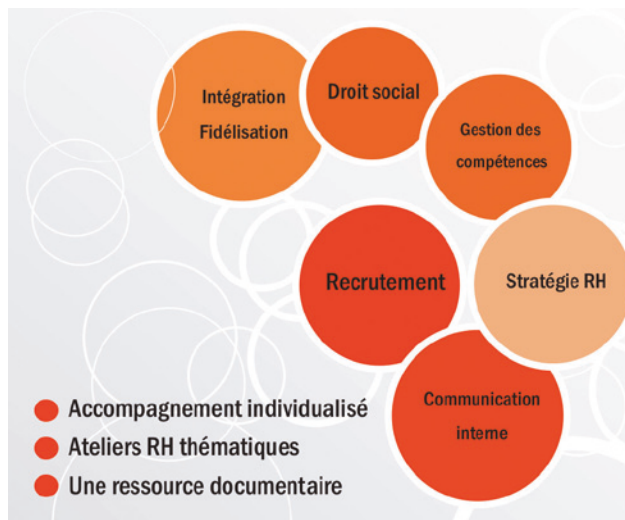 Intégration
Fidélisation
Droit social
Gestion des
compétences
Recrutement
Stratégie RH
Communication
interne
Accompagnement individualisé
Ateliers RH thématiques
Une ressource documentaire